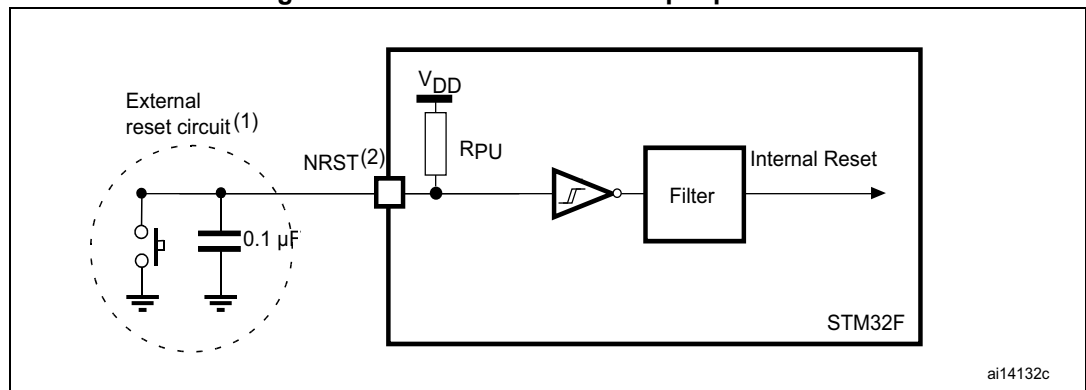 External
reset circuit(1)
VDD
NRST(2)
RPU
Internal Reset
Filter
0.1 µF
STM32F
ai14132c